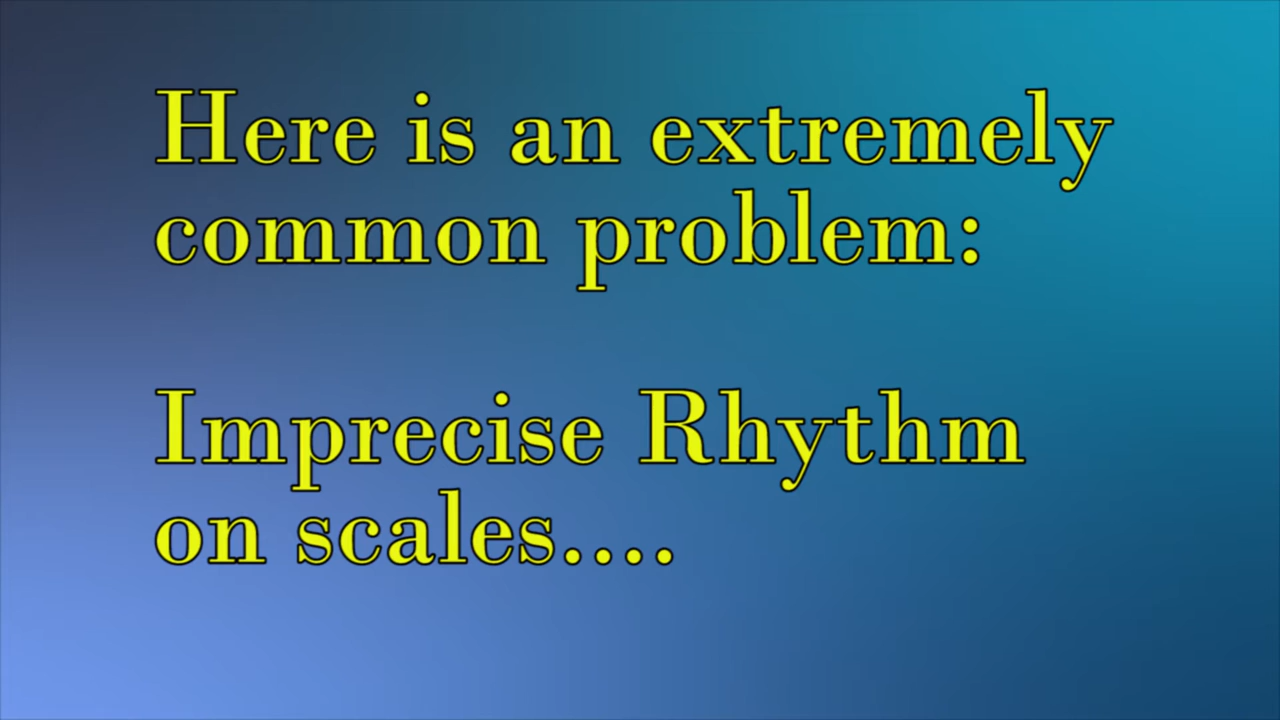 Here is an extremely
common problem:
Imprecise Rhythm
on scales....